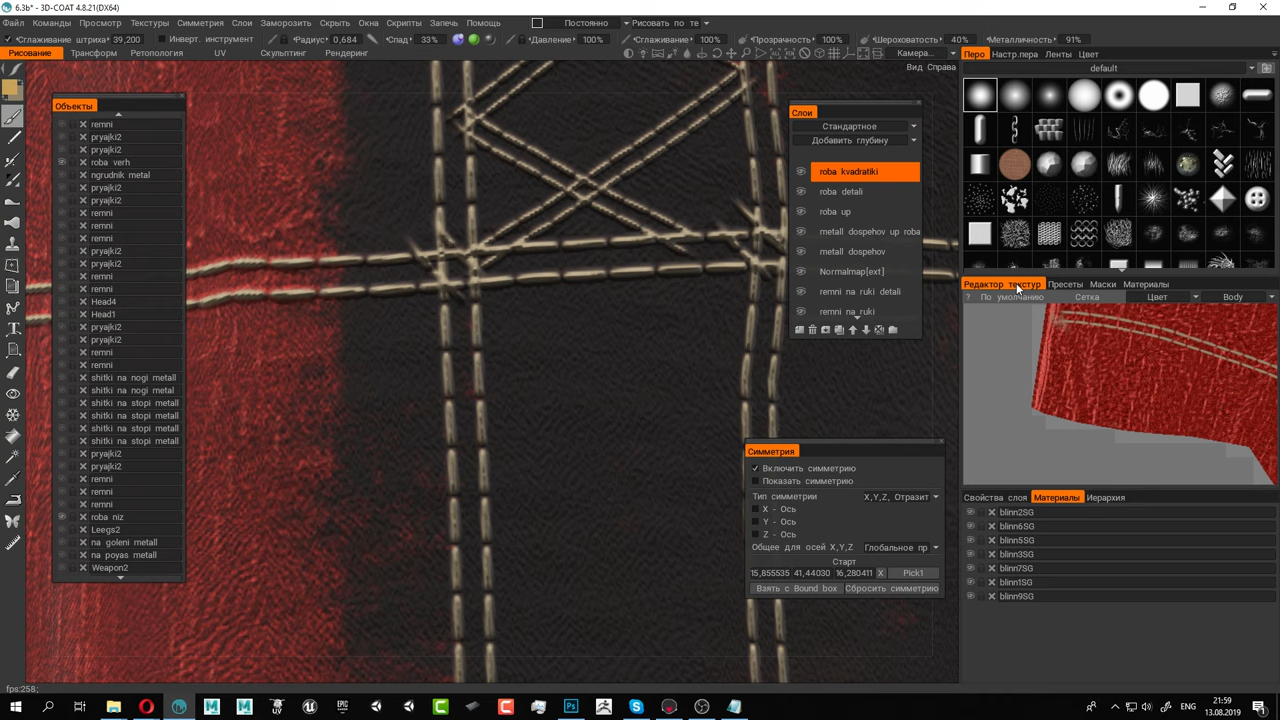 6.3b* - 3D-COAT 4.8.21(DX64)
Файл Команды Просмотр Текстуры Симметрия Слои Заморозить Скрыть Окна Скрипты Запечь Помощь Постоянно Рисовать по те
Сглаживание штриха 39,200 Инверт.инструмент Радиус 0,684 Спад 33% Давление 100% Сглаживание 100% Прозрачность 100% Шероховатость 40% Металличность 91%
Рисование Трансформ Ретопология UV Скульптинг Рендеринг Камера...
Вид Справа
Объекты
remni
pryajki2
pryajki2
roba verh
ngrudnik metal
pryajki2
pryajki2
remni
remni
remni
pryajki2
pryajki2
remni
remni
Head4
Head1
pryajki2
pryajki2
remni
remni
shitki na nogi metall
shitki na nogi metal
shitki na stopi metall
shitki na stopi metall
shitki na stopi metall
shitki na stopi metall
pryajki2
pryajki2
remni
remni
remni
roba niz
Leegs2
na goleni metall
na poyas metall
Weapon2
Слои
Стандартное
Добавить глубину
roba kvadratiki
roba detali
roba up
metall dospehov up roba
metall dospehov
Normalmap[ext]
remni na ruki detali
remni na ruki
Симметрия
Включить симметрию
Показать симметрию
Тип симметрии X,Y,Z, Отразит
X - Ось
Y - Ось
Z - Ось
Общее для осей X,Y,Z Глобальное пр
Старт
15,855535 41,44030 16,280411 X Pick1
Взять с Bound box Сбросить симметрию
Перо Настр.пера Ленты Цвет
default
Редактор текстур Пресеты Маски Материалы
? По умолчанию Сетка Цвет Body
Свойства слоя Материалы Иерархия
blinn2SG
blinn6SG
blinn5SG
blinn3SG
blinn7SG
blinn1SG
blinn9SG
fps:258;
21:59
13.08.2019